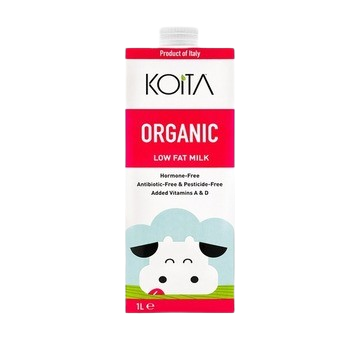 Product of Italy
KOITA
ORGANIC
LOW FAT MILK
Hormone-Free
Antibiotic-Free & Pesticide-Free
Added Vitamins A & D
1L ℮